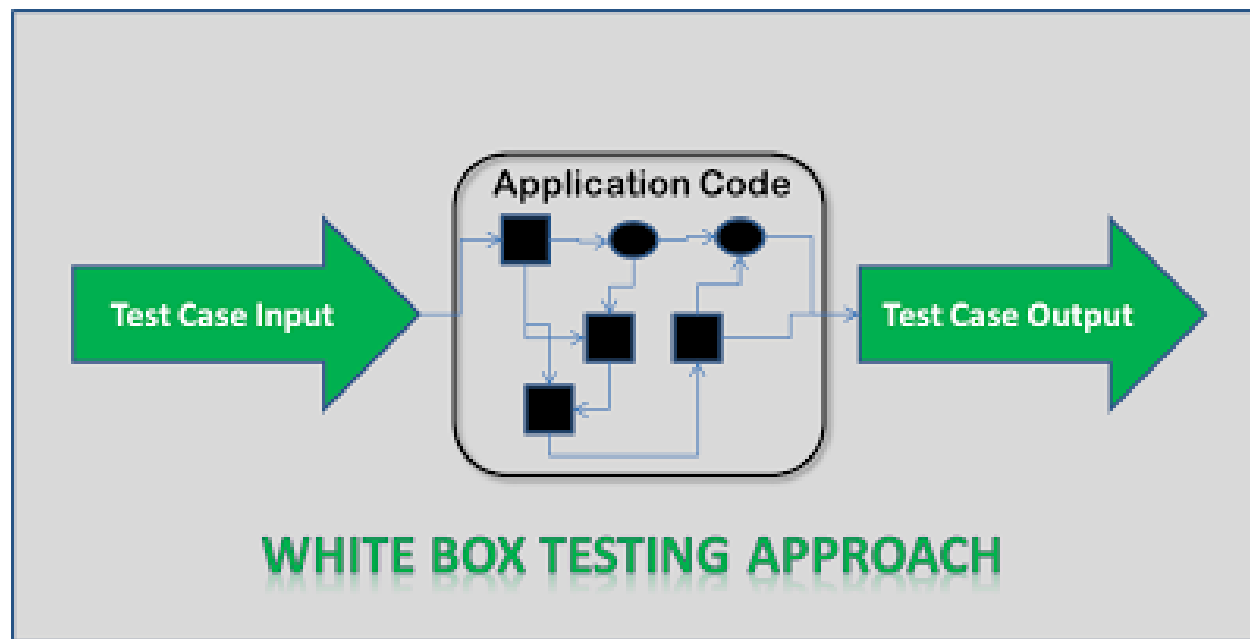 Application Code
Test Case Input
Test Case Output
WHITE BOX TESTING APPROACH